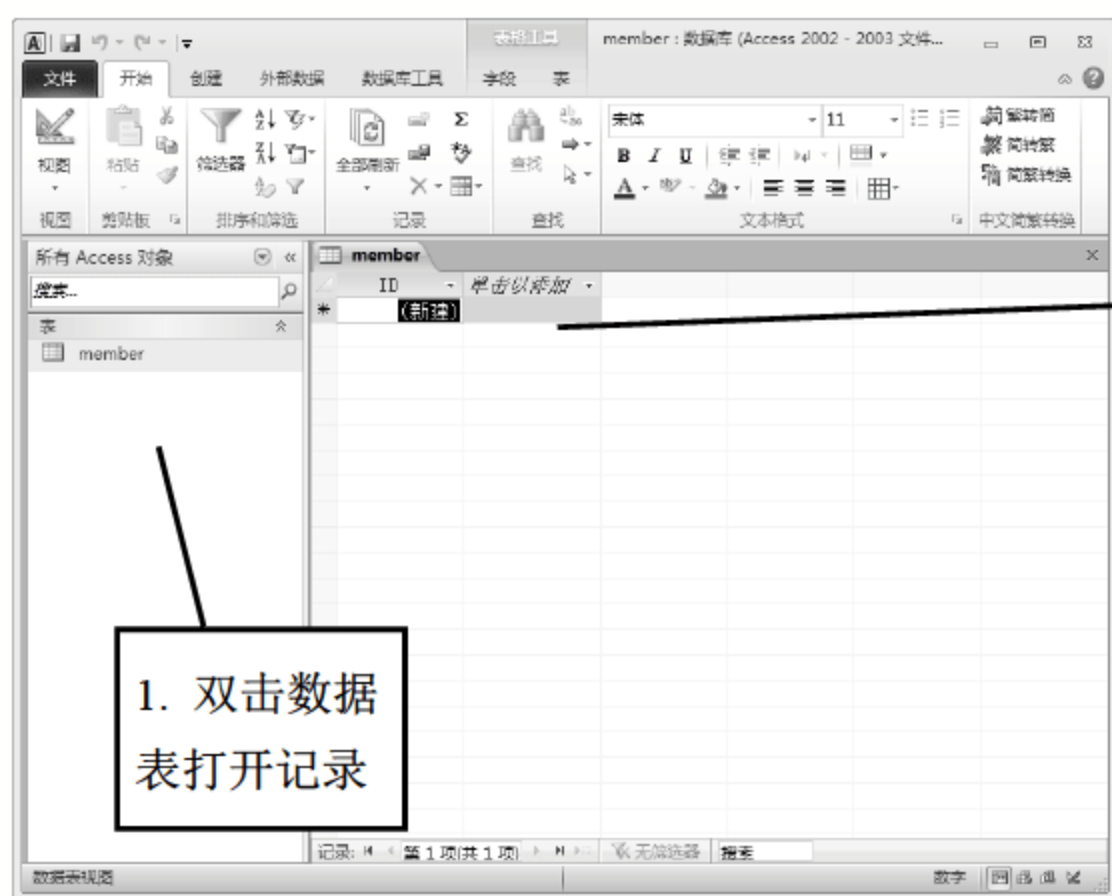 表格工具
member : 数据库 (Access 2002 - 2003 文件...
文件 开始 创建 外部数据 数据库工具 字段 表
视图 粘贴 筛选器 全部刷新 查找 宋体 11 繁转简
简转繁
简繁转换
视图 剪贴板 排序和筛选 记录 查找 文本格式 中文简繁转换
所有 Access 对象
搜索...
表
member
member
ID 单击以添加
* (新建)
1. 双击数据
表打开记录
记录: 第 1 项(共 1 项) 无筛选器 搜索
数据表视图 数字